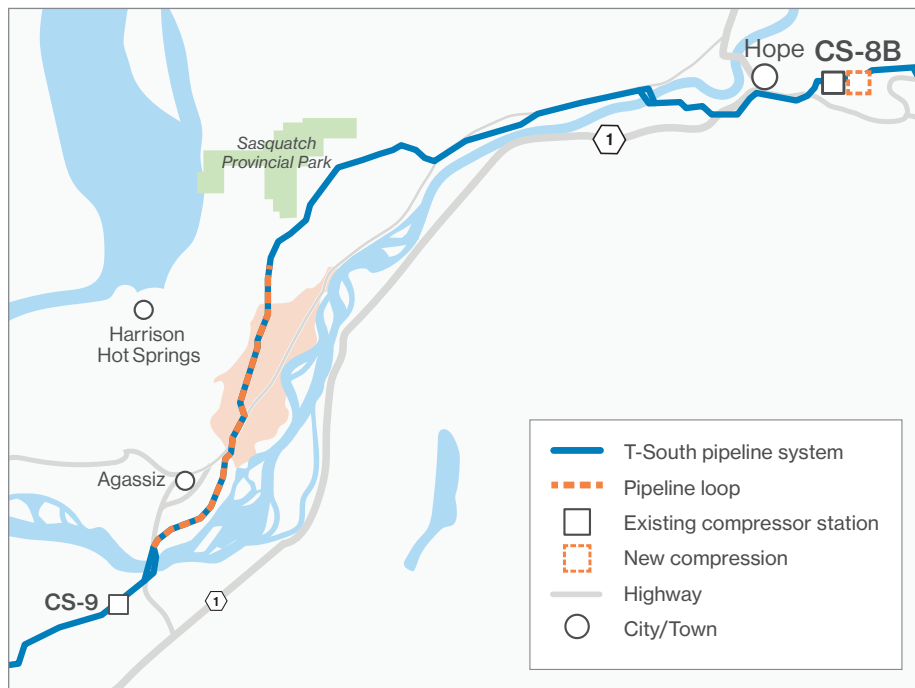 Hope
CS-8B
1
Sasquatch
Provincial Park
Harrison
Hot Springs
Agassiz
CS-9
1
T-South pipeline system
Pipeline loop
Existing compressor station
New compression
Highway
City/Town